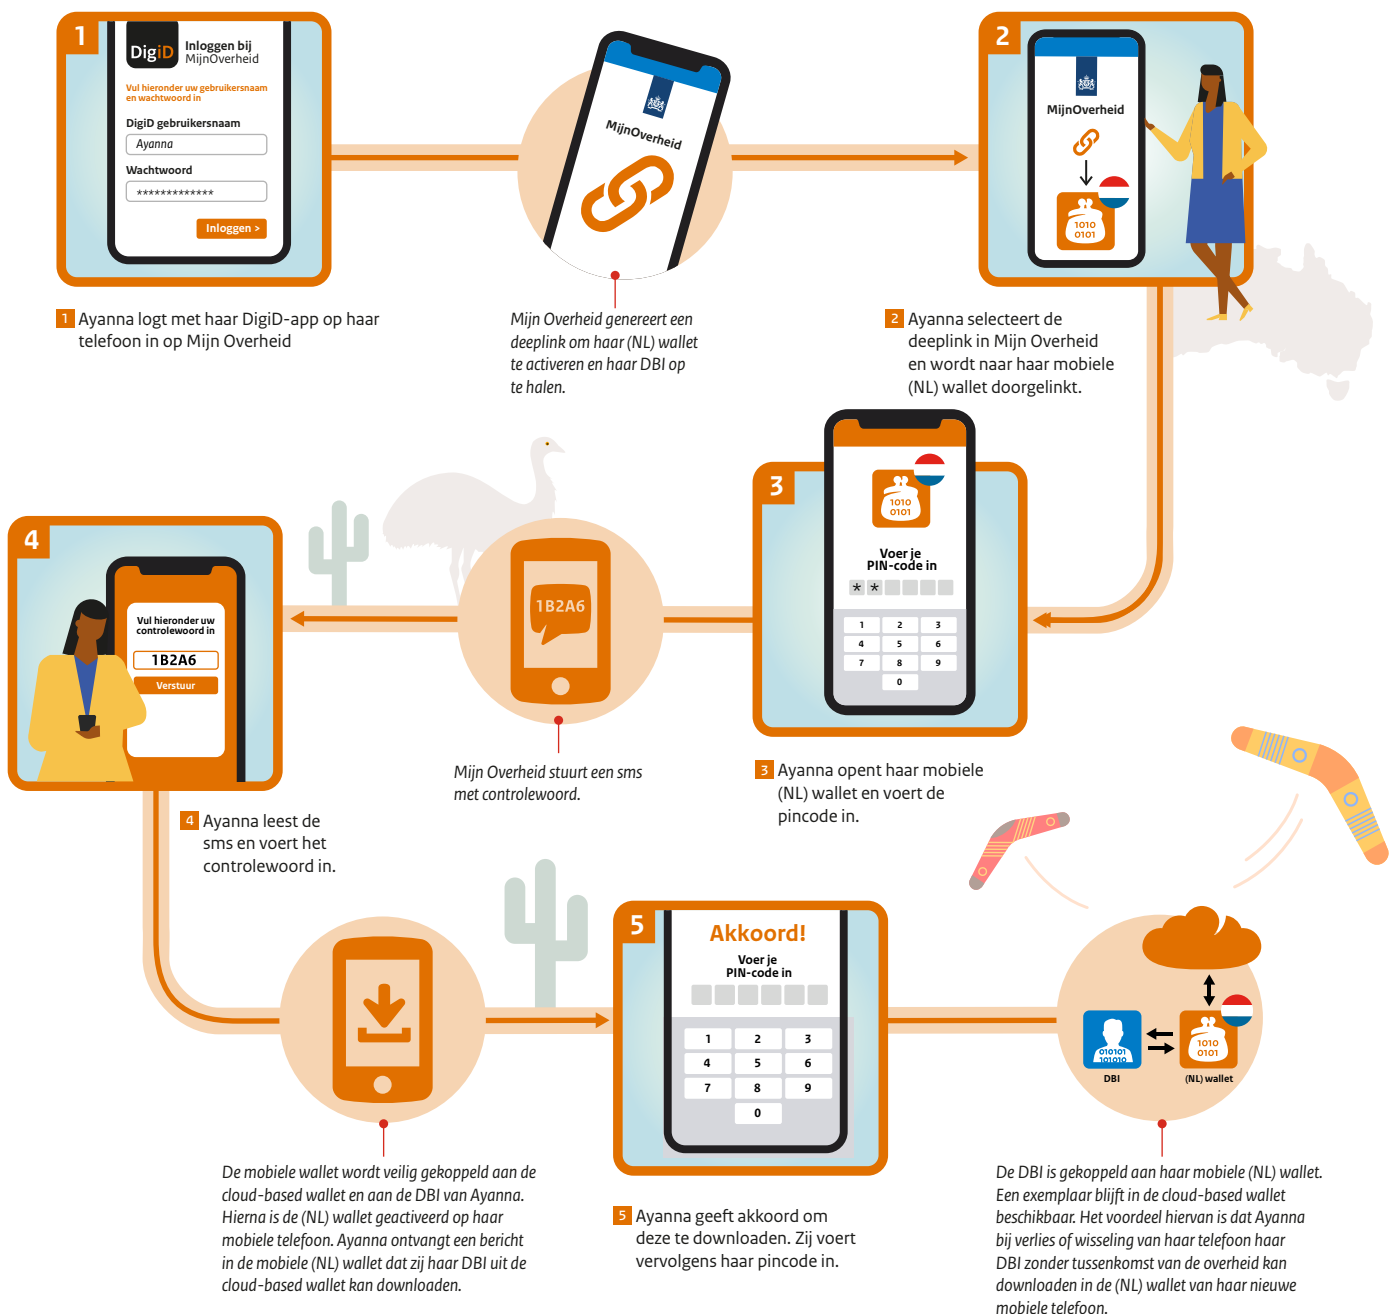 1
DigiD
Inloggen bij
MijnOverheid
Vul hieronder uw gebruikersnaam
en wachtwoord in
DigiD gebruikersnaam
Ayanna
Wachtwoord
*************
Inloggen >
1 Ayanna logt met haar DigiD-app op haar
telefoon in op Mijn Overheid
MijnOverheid
Mijn Overheid genereert een
deeplink om haar (NL) wallet
te activeren en haar DBI op
te halen.
2
MijnOverheid
1010
0101
2 Ayanna selecteert de
deeplink in Mijn Overheid
en wordt naar haar mobiele
(NL) wallet doorgelinkt.
3
1010
0101
Voer je
PIN-code in
* *
1 2 3
4 5 6
7 8 9
0
3 Ayanna opent haar mobiele
(NL) wallet en voert de
pincode in.
1B2A6
Mijn Overheid stuurt een sms
met controlewoord.
4
Vul hieronder uw
controlewoord in
1B2A6
Verstuur
4 Ayanna leest de
sms en voert het
controlewoord in.
De mobiele wallet wordt veilig gekoppeld aan de
cloud-based wallet en aan de DBI van Ayanna.
Hierna is de (NL) wallet geactiveerd op haar
mobiele telefoon. Ayanna ontvangt een bericht
in de mobiele (NL) wallet dat zij haar DBI uit de
cloud-based wallet kan downloaden.
5
Akkoord!
Voer je
PIN-code in
1 2 3
4 5 6
7 8 9
0
5 Ayanna geeft akkoord om
deze te downloaden. Zij voert
vervolgens haar pincode in.
010101
101010
DBI
1010
0101
(NL) wallet
De DBI is gekoppeld aan haar mobiele (NL) wallet.
Een exemplaar blijft in de cloud-based wallet
beschikbaar. Het voordeel hiervan is dat Ayanna
bij verlies of wisseling van haar telefoon haar
DBI zonder tussenkomst van de overheid kan
downloaden in de (NL) wallet van haar nieuwe
mobiele telefoon.